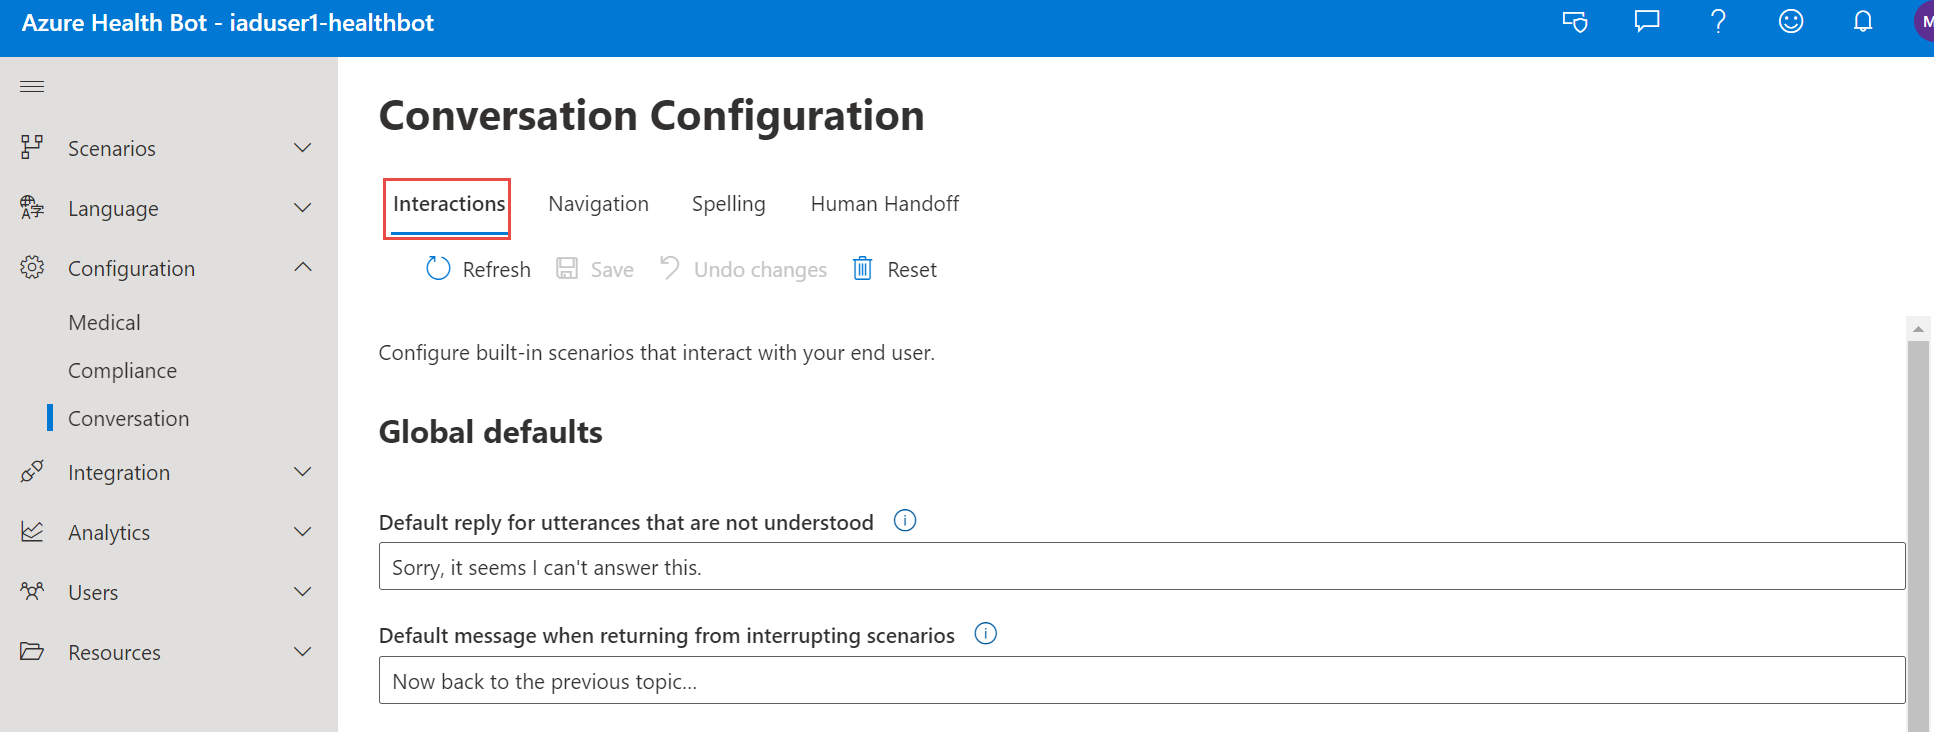 Azure Health Bot - iaduser1-healthbot
M
Scenarios
Language
Configuration
Medical
Compliance
Conversation
Integration
Analytics
Users
Resources
Conversation Configuration
Interactions Navigation Spelling Human Handoff
Refresh Save Undo changes Reset
Configure built-in scenarios that interact with your end user.
Global defaults
Default reply for utterances that are not understood
Sorry, it seems I can't answer this.
Default message when returning from interrupting scenarios
Now back to the previous topic...